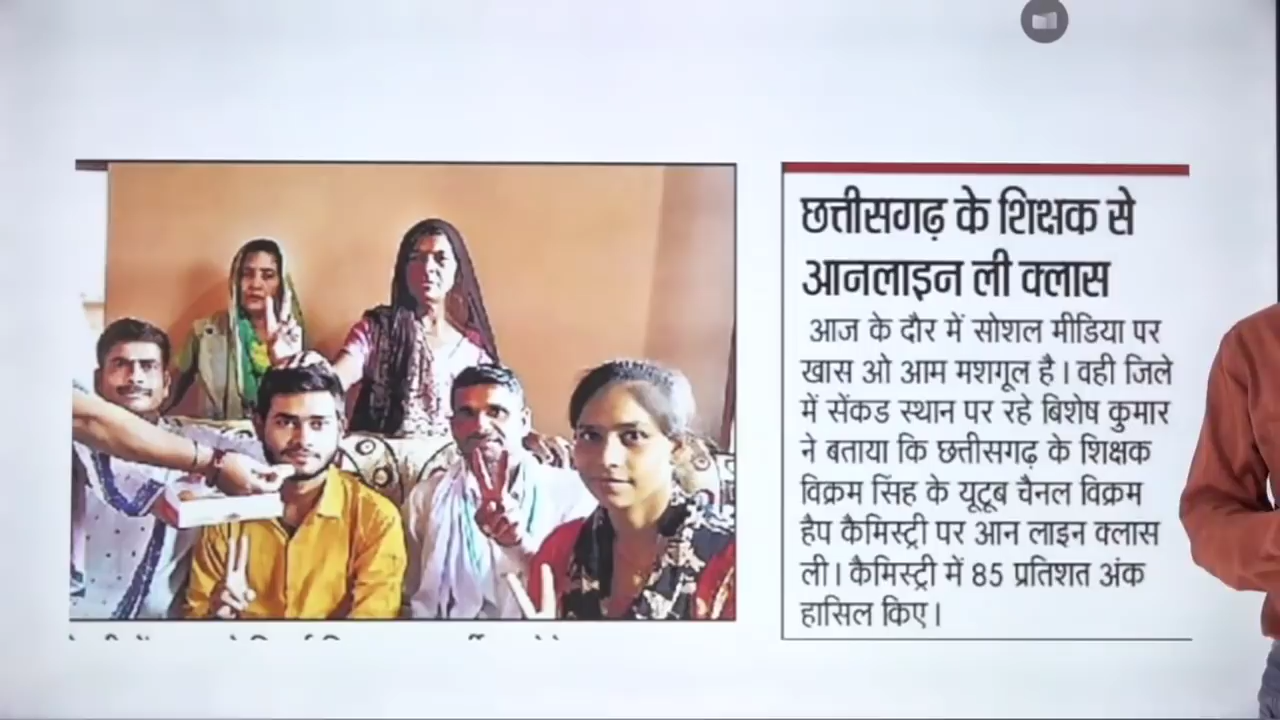 छत्तीसगढ़ के शिक्षक से
आनलाइन ली क्लास
आज के दौर में सोशल मीडिया पर
खास ओ आम मशगूल है । वही जिले
में सेंकड स्थान पर रहे बिशेष कुमार
ने बताया कि छत्तीसगढ़ के शिक्षक
विक्रम सिंह के यूटूब चैनल विक्रम
हैप कैमिस्ट्री पर आन लाइन क्लास
ली । कैमिस्ट्री में 85 प्रतिशत अंक
हासिल किए ।